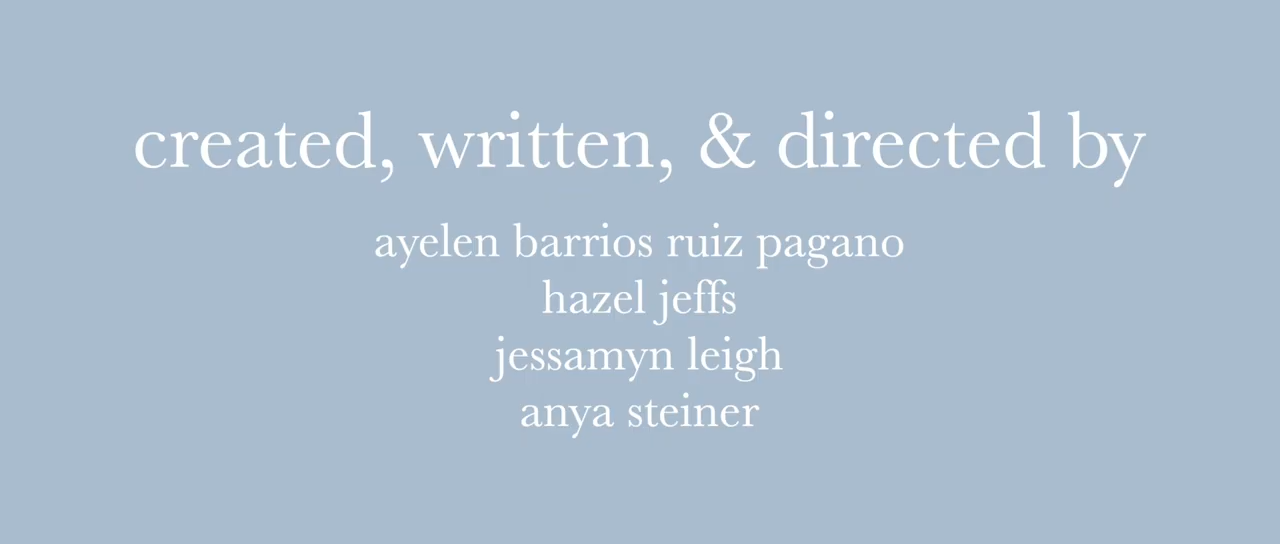 created, written, & directed by
ayelen barrios ruiz pagano
hazel jeffs
jessamyn leigh
anya steiner